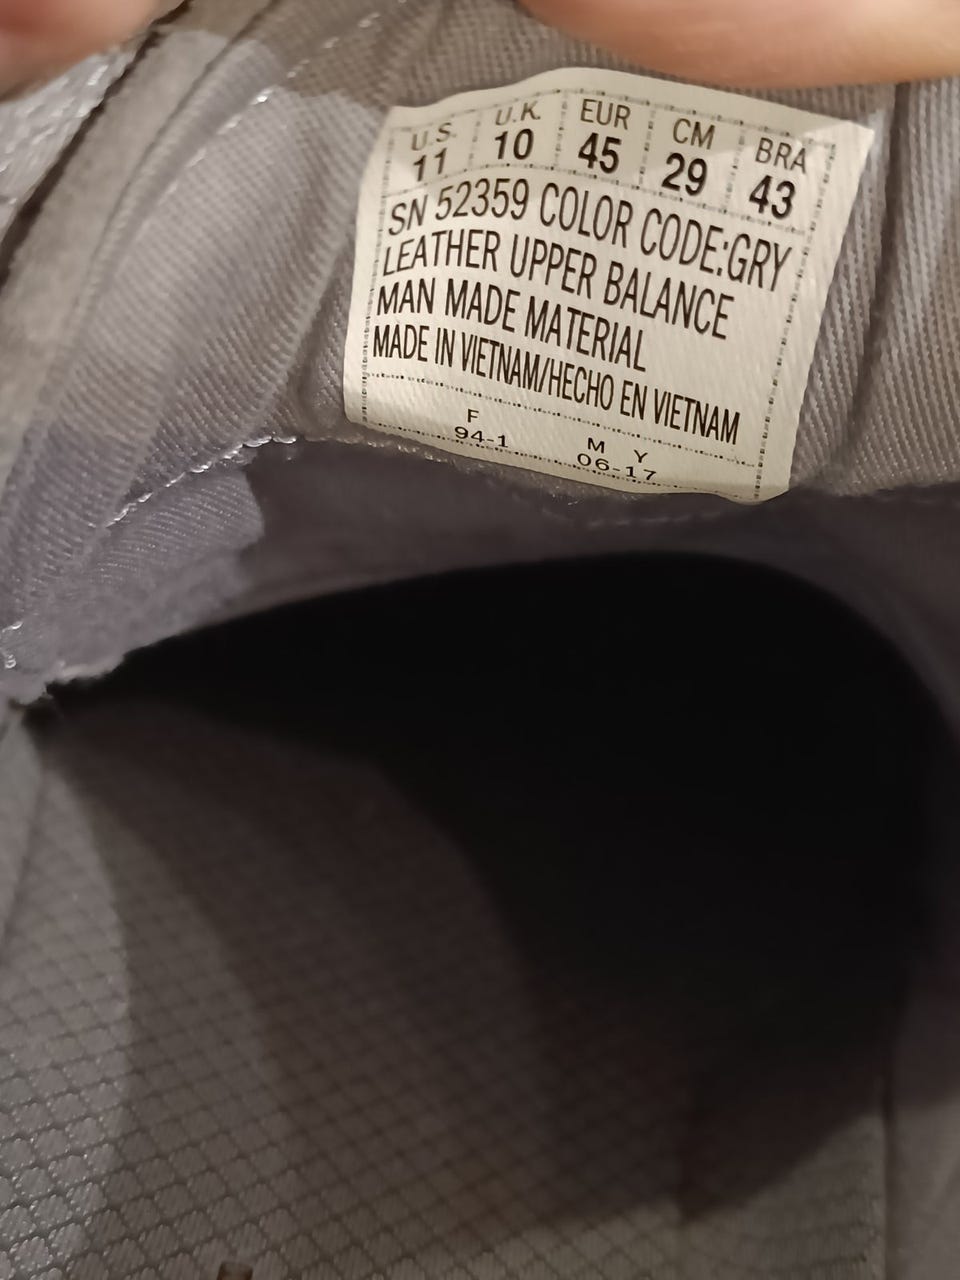 U.S. U.K. EUR CM BRA
11 10 45 29 43
SN 52359 COLOR CODE:GRY
LEATHER UPPER BALANCE
MAN MADE MATERIAL
MADE IN VIETNAM/HECHO EN VIETNAM
F M Y
94-1 06-17